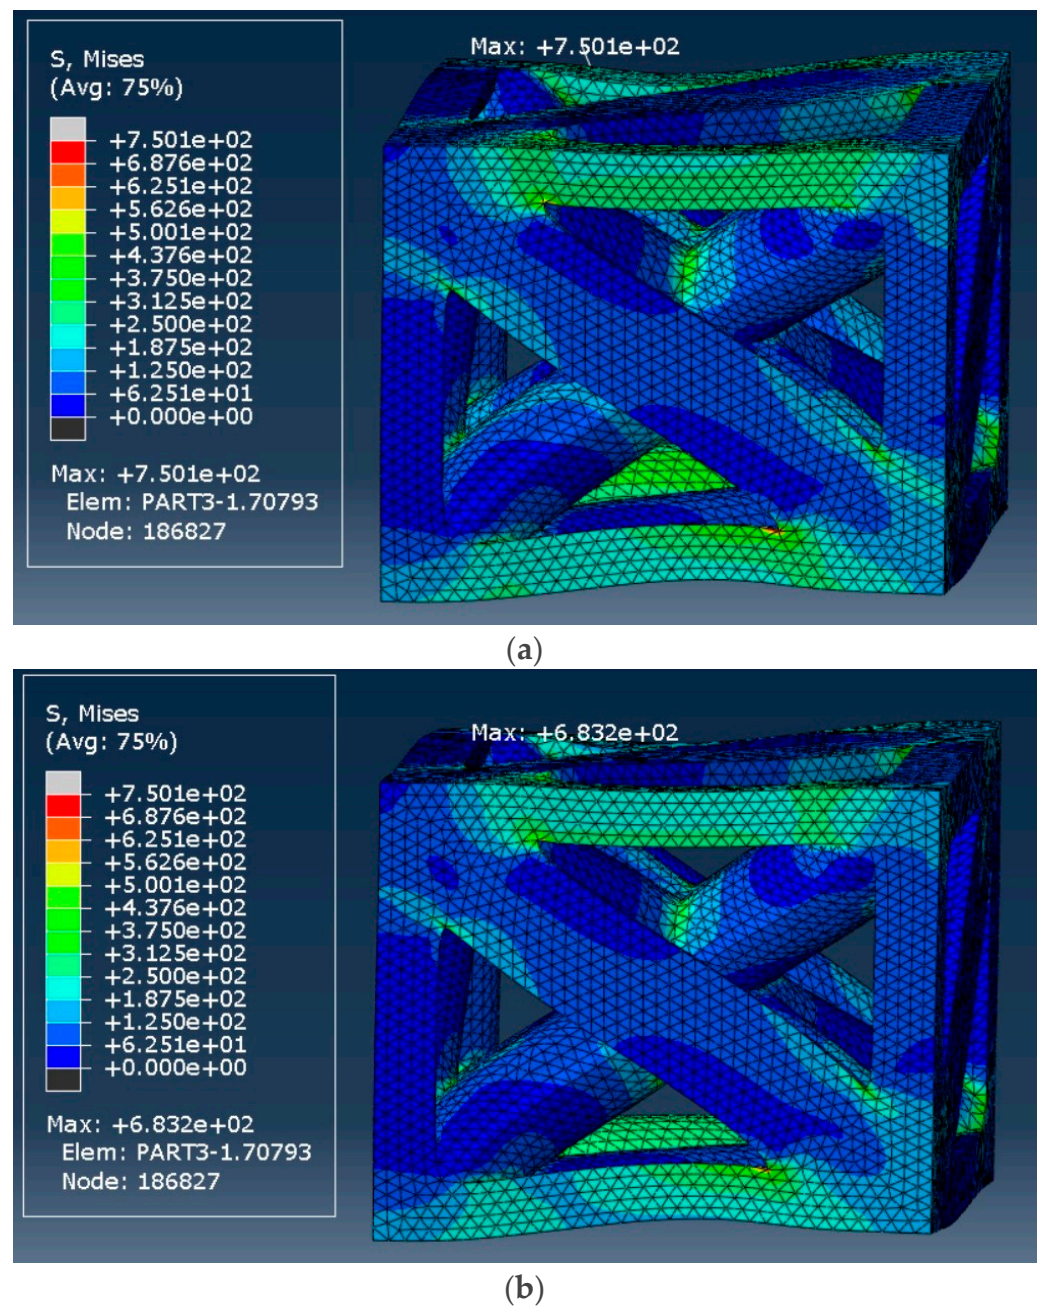 Max: +7.501e+02
S, Mises
(Avg: 75%)
+7.501e+02
+6.876e+02
+6.251e+02
+5.626e+02
+5.001e+02
+4.376e+02
+3.750e+02
+3.125e+02
+2.500e+02
+1.875e+02
+1.250e+02
+6.251e+01
+0.000e+00
Max: +7.501e+02
Elem: PART3-1.70793
Node: 186827
(a)
S, Mises
(Avg: 75%)
Max: +6.832e+02
+7.501e+02
+6.876e+02
+6.251e+02
+5.626e+02
+5.001e+02
+4.376e+02
+3.750e+02
+3.125e+02
+2.500e+02
+1.875e+02
+1.250e+02
+6.251e+01
+0.000e+00
Max: +6.832e+02
Elem: PART3-1.70793
Node: 186827
(b)